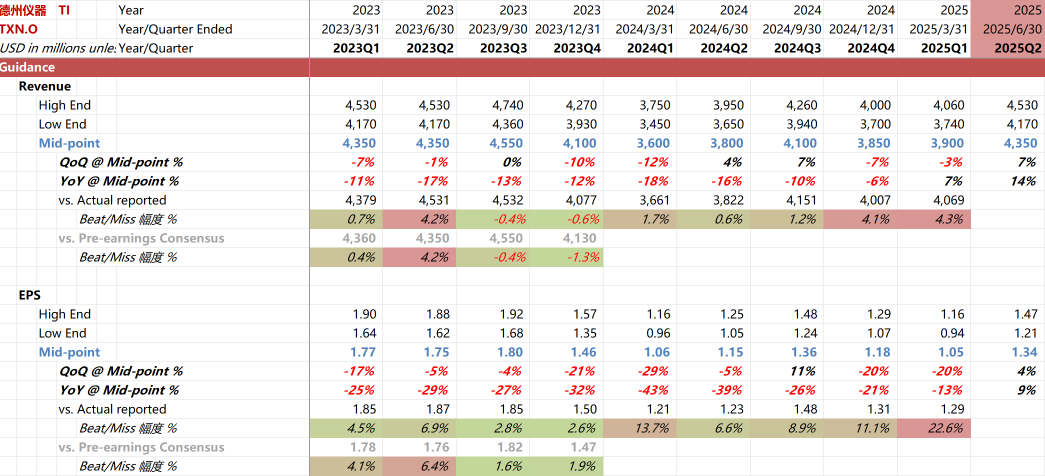 德州仪器 TI Year 2023 2023 2023 2023 2024 2024 2024 2024 2025 2025
TXN.O Year/Quarter Ended 2023/3/31 2023/6/30 2023/9/30 2023/12/31 2024/3/31 2024/6/30 2024/9/30 2024/12/31 2025/3/31 2025/6/30
USD in millions unle: Year/Quarter 2023Q1 2023Q2 2023Q3 2023Q4 2024Q1 2024Q2 2024Q3 2024Q4 2025Q1 2025Q2
Guidance
Revenue
High End 4,530 4,530 4,740 4,270 3,750 3,950 4,260 4,000 4,060 4,530
Low End 4,170 4,170 4,360 3,930 3,450 3,650 3,940 3,700 3,740 4,170
Mid-point 4,350 4,350 4,550 4,100 3,600 3,800 4,100 3,850 3,900 4,350
QoQ @ Mid-point % -7% -1% 0% -10% -12% 4% 7% -7% -3% 7%
YoY @ Mid-point % -11% -17% -13% -12% -18% -16% -10% -6% 7% 14%
vs. Actual reported 4,379 4,531 4,532 4,077 3,661 3,822 4,151 4,007 4,069
Beat/Miss 幅度 % 0.7% 4.2% -0.4% -0.6% 1.7% 0.6% 1.2% 4.1% 4.3%
vs. Pre-earnings Consensus 4,360 4,350 4,550 4,130
Beat/Miss 幅度 % 0.4% 4.2% -0.4% -1.3%
EPS
High End 1.90 1.88 1.92 1.57 1.16 1.25 1.48 1.29 1.16 1.47
Low End 1.64 1.62 1.68 1.35 0.96 1.05 1.24 1.07 0.94 1.21
Mid-point 1.77 1.75 1.80 1.46 1.06 1.15 1.36 1.18 1.05 1.34
QoQ @ Mid-point % -17% -5% -4% -21% -29% -5% 11% -20% -20% 4%
YoY @ Mid-point % -25% -29% -27% -32% -43% -39% -26% -21% -13% 9%
vs. Actual reported 1.85 1.87 1.85 1.50 1.21 1.23 1.48 1.31 1.29
Beat/Miss 幅度 % 4.5% 6.9% 2.8% 2.6% 13.7% 6.6% 8.9% 11.1% 22.6%
vs. Pre-earnings Consensus 1.78 1.76 1.82 1.47
Beat/Miss 幅度 % 4.1% 6.4% 1.6% 1.9%